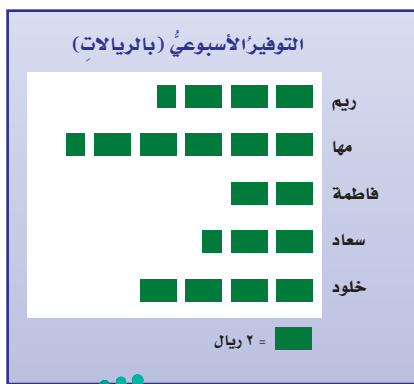 التوفيرُ الأسبوعيُّ (بالريالاتِ)
ريم
مها
فاطمة
سعاد
خلود
= ٢ ريال